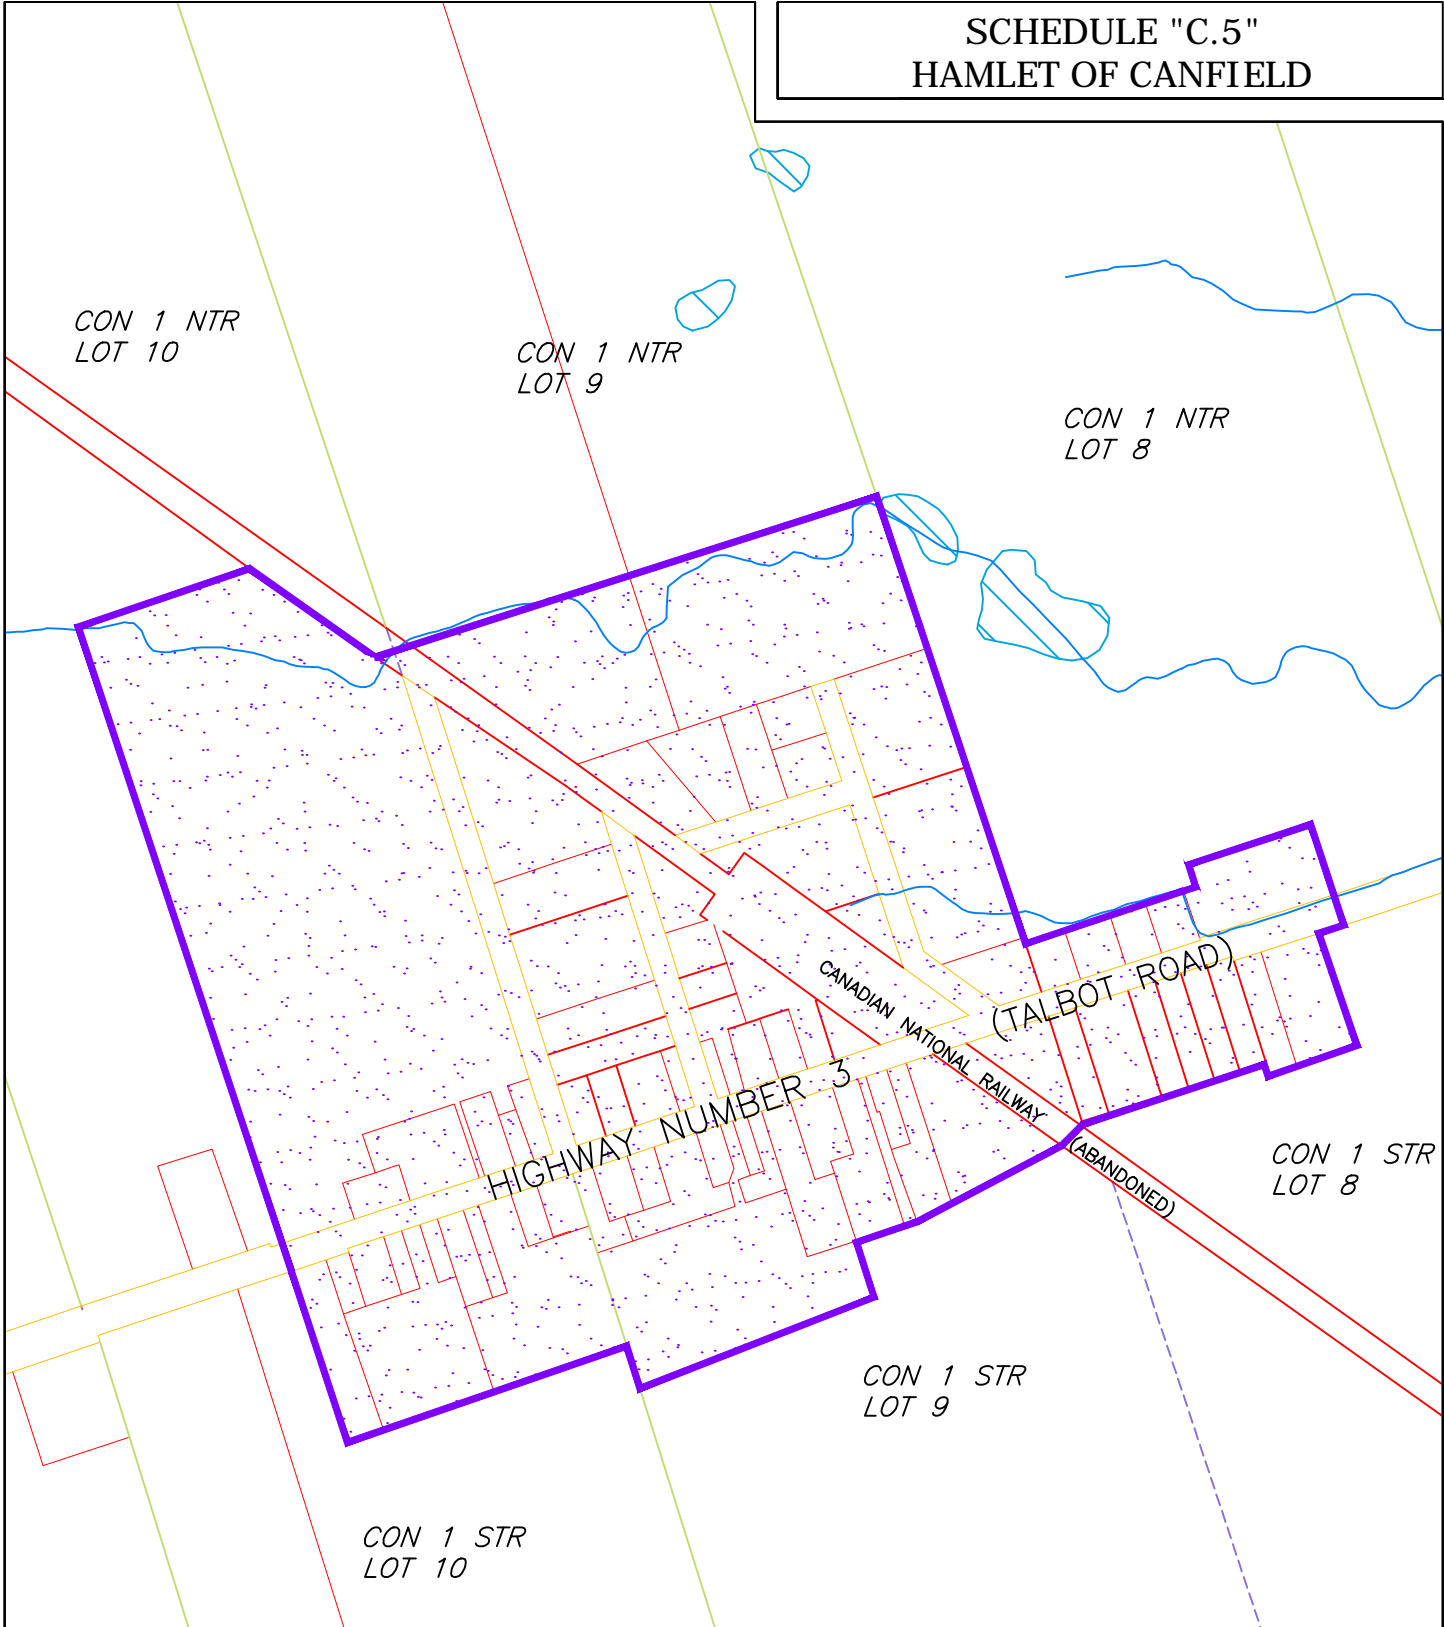 SCHEDULE "C.5"
HAMLET OF CANFIELD
CON 1 NTR
LOT 10
CON 1 NTR
LOT 9
CON 1 NTR
LOT 8
CANADIAN NATIONAL RAILWAY
(ABANDONED)
HIGHWAY NUMBER 3
(TALBOT ROAD)
CON 1 STR
LOT 8
CON 1 STR
LOT 9
CON 1 STR
LOT 10